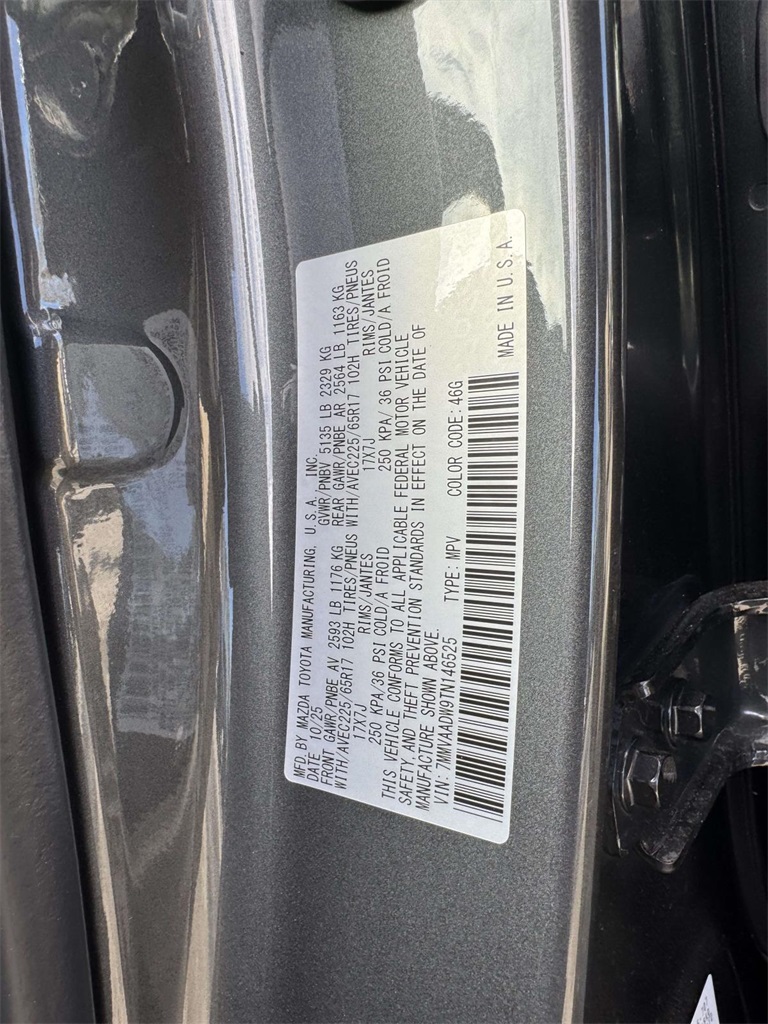 MFD. BY MAZDA TOYOTA MANUFACTURING, U.S.A., INC.
DATE 10/25 GVWR/PNBV 5135 LB 2329 KG
FRONT GAWR/PNBE AV 2593 LB 1176 KG REAR GAWR/PNBE AR 2564 LB 1163 KG
WITH/AVEC225/65R17 102H TIRES/PNEUS WITH/AVEC225/65R17 102H TIRES/PNEUS
17X7J RIMS/JANTES 17X7J RIMS/JANTES
250 KPA/36 PSI COLD/A FROID 250 KPA/ 36 PSI COLD/A FROID
THIS VEHICLE CONFORMS TO ALL APPLICABLE FEDERAL MOTOR VEHICLE
SAFETY, AND THEFT PREVENTION STANDARDS IN EFFECT ON THE DATE OF
MANUFACTURE SHOWN ABOVE.
VIN: 7MMVAADW9TN146525 TYPE: MPV COLOR CODE: 46G
MADE IN U.S.A.